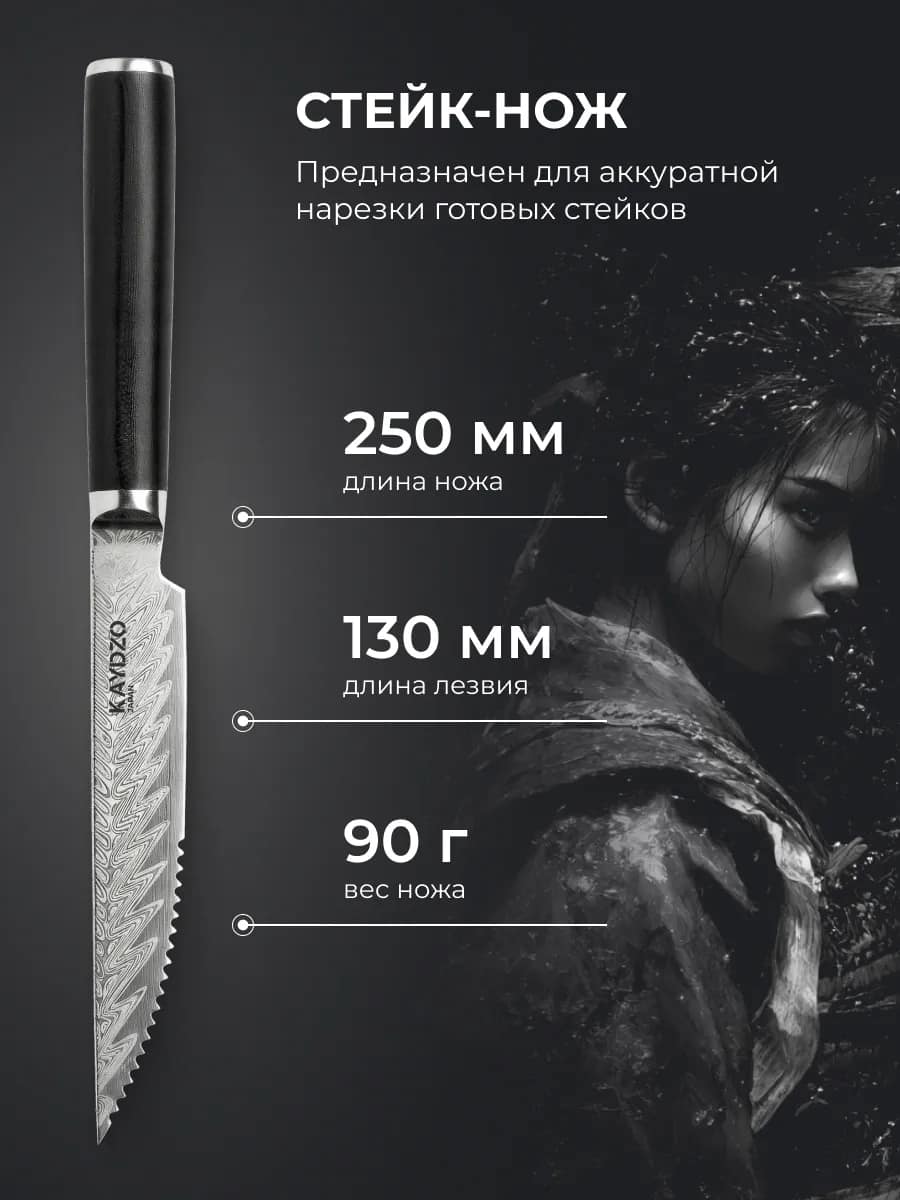 СТЕЙК-НОЖ
Предназначен для аккуратной
нарезки готовых стейков
250 мм
длина ножа
130 мм
длина лезвия
90 г
вес ножа
KAYDZO
JAPAN